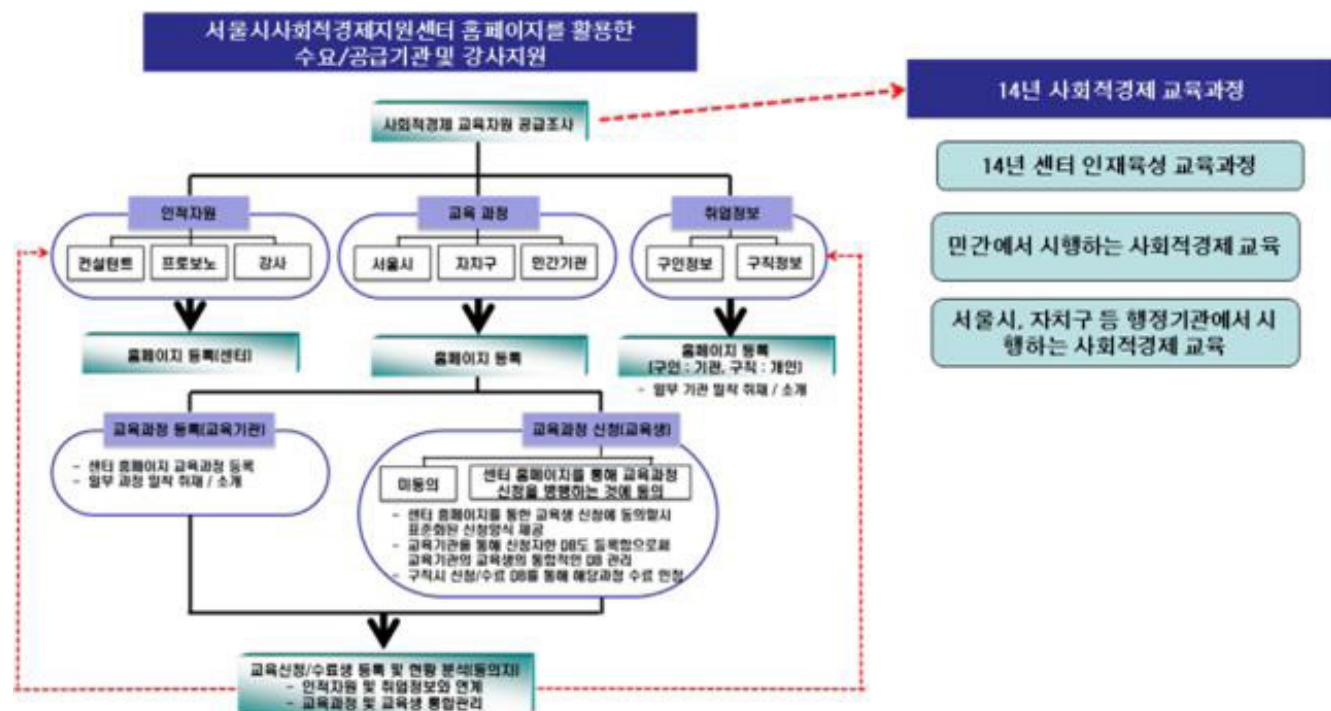 서울시사회적경제지원센터 홈페이지를 활용한
수요/공급기관 및 강사지원
14년 사회적경제 교육과정
14년 센터 인재육성 교육과정
민간에서 시행하는 사회적경제 교육
서울시, 자치구 등 행정기관에서 시
행하는 사회적경제 교육
사회적경제 교육자원 공급조사
인적자원
컨설턴트
프로보노
강사
교육 과정
서울시
자치구
민간기관
취업정보
구인정보
구직정보
홈페이지 등록(센터)
홈페이지 등록
홈페이지 등록
(구인 : 기관, 구직 : 개인)
- 일부 기관 밀착 취재 / 소개
교육과정 등록(교육기관)
- 센터 홈페이지 교육과정 등록
- 일부 과정 밀착 취재 / 소개
교육과정 신청(교육생)
미동의
센터 홈페이지를 통해 교육과정
신청을 병행하는 것에 동의
- 센터 홈페이지를 통한 교육생 신청에 동의할시
표준화된 신청양식 제공
- 교육기관을 통해 신청자한 DB도 등록함으로써
교육기관의 교육생의 통합적인 DB 관리
- 구직시 신청/수료 DB를 통해 해당과정 수료 인정
교육신청/수료생 등록 및 현황 분석(동의자)
- 인적자원 및 취업정보와 연계
- 교육과정 및 교육생 통합관리